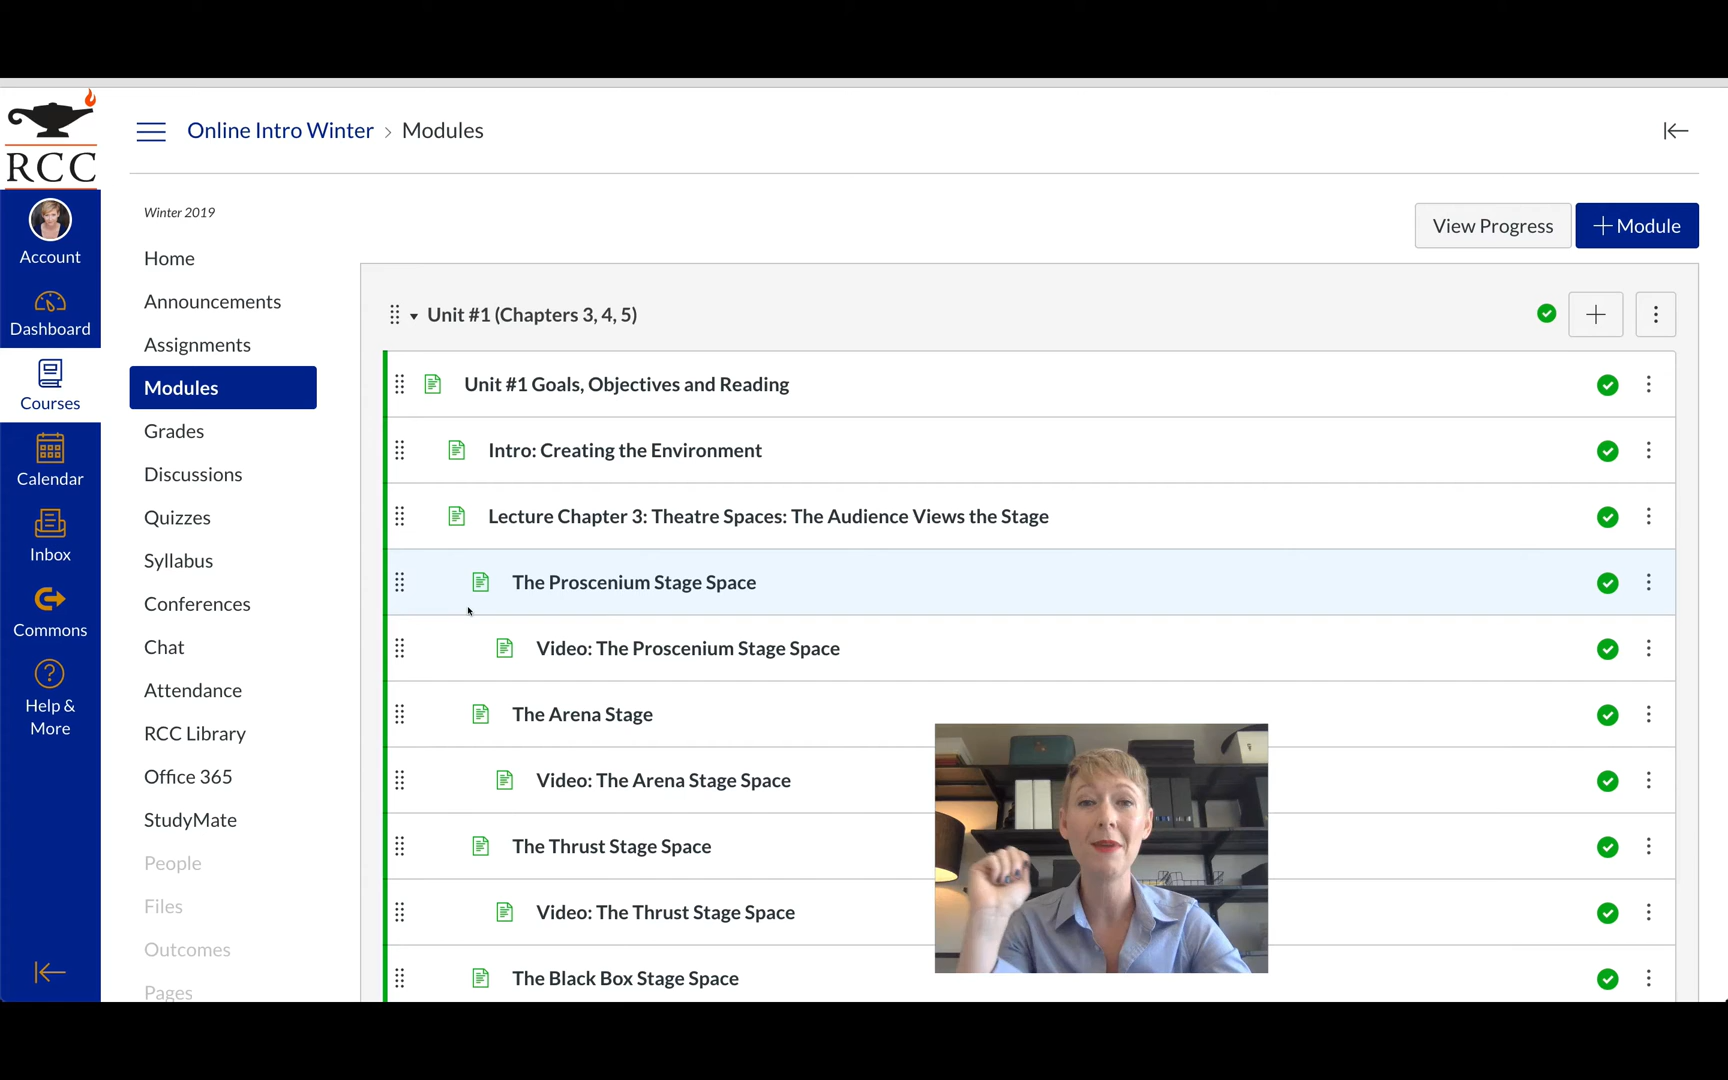 RCC
Account
Dashboard
Courses
Calendar
Inbox
Commons
Help &
More
Online Intro Winter > Modules
Winter 2019
Home
Announcements
Assignments
Modules
Grades
Discussions
Quizzes
Syllabus
Conferences
Chat
Attendance
RCC Library
Office 365
StudyMate
People
Files
Outcomes
Pages
View Progress
+ Module
Unit #1 (Chapters 3, 4, 5)
Unit #1 Goals, Objectives and Reading
Intro: Creating the Environment
Lecture Chapter 3: Theatre Spaces: The Audience Views the Stage
The Proscenium Stage Space
Video: The Proscenium Stage Space
The Arena Stage
Video: The Arena Stage Space
The Thrust Stage Space
Video: The Thrust Stage Space
The Black Box Stage Space